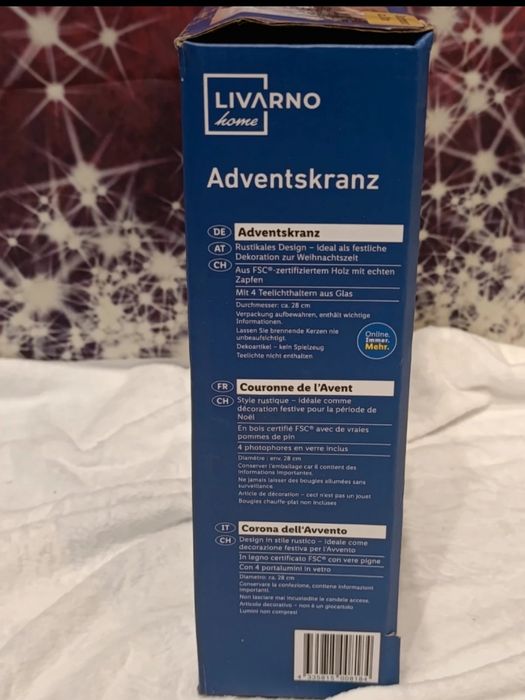 LIVARNO
home
Adventskranz
DE Adventskranz
AT Rustikales Design – ideal als festliche
Dekoration zur Weihnachtszeit
CH Aus FSC®-zertifiziertem Holz mit echten
Zapfen
Mit 4 Teelichthaltern aus Glas
Durchmesser: ca. 28 cm
Verpackung aufbewahren, enthält wichtige
Informationen.
Lassen Sie brennende Kerzen nie
unbeaufsichtigt.
Dekoartikel – kein Spielzeug
Teelichte nicht enthalten
Online.
Immer.
Mehr.
FR Couronne de l'Avent
CH Style rustique – idéale comme
décoration festive pour la période de
Noël
En bois certifié FSC® avec de vraies
pommes de pin
4 photophores en verre inclus
Diamètre : env. 28 cm
Conserver l'emballage car il contient des
informations importantes.
Ne jamais laisser des bougies allumées sans
surveillance.
Article de décoration – ceci n'est pas un jouet
Bougies chauffe-plat non incluses
IT Corona dell'Avvento
CH Design in stile rustico – ideale come
decorazione festiva per l'Avvento
In legno certificato FSC® con vere pigne
Con 4 portalumini in vetro
Diametro: ca. 28 cm
Conservare la confezione, contiene informazioni
importanti.
Non lasciare mai incustodite le candele accese.
Articolo decorativo – non è un giocattolo
Lumini non compresi
4 335815 008184